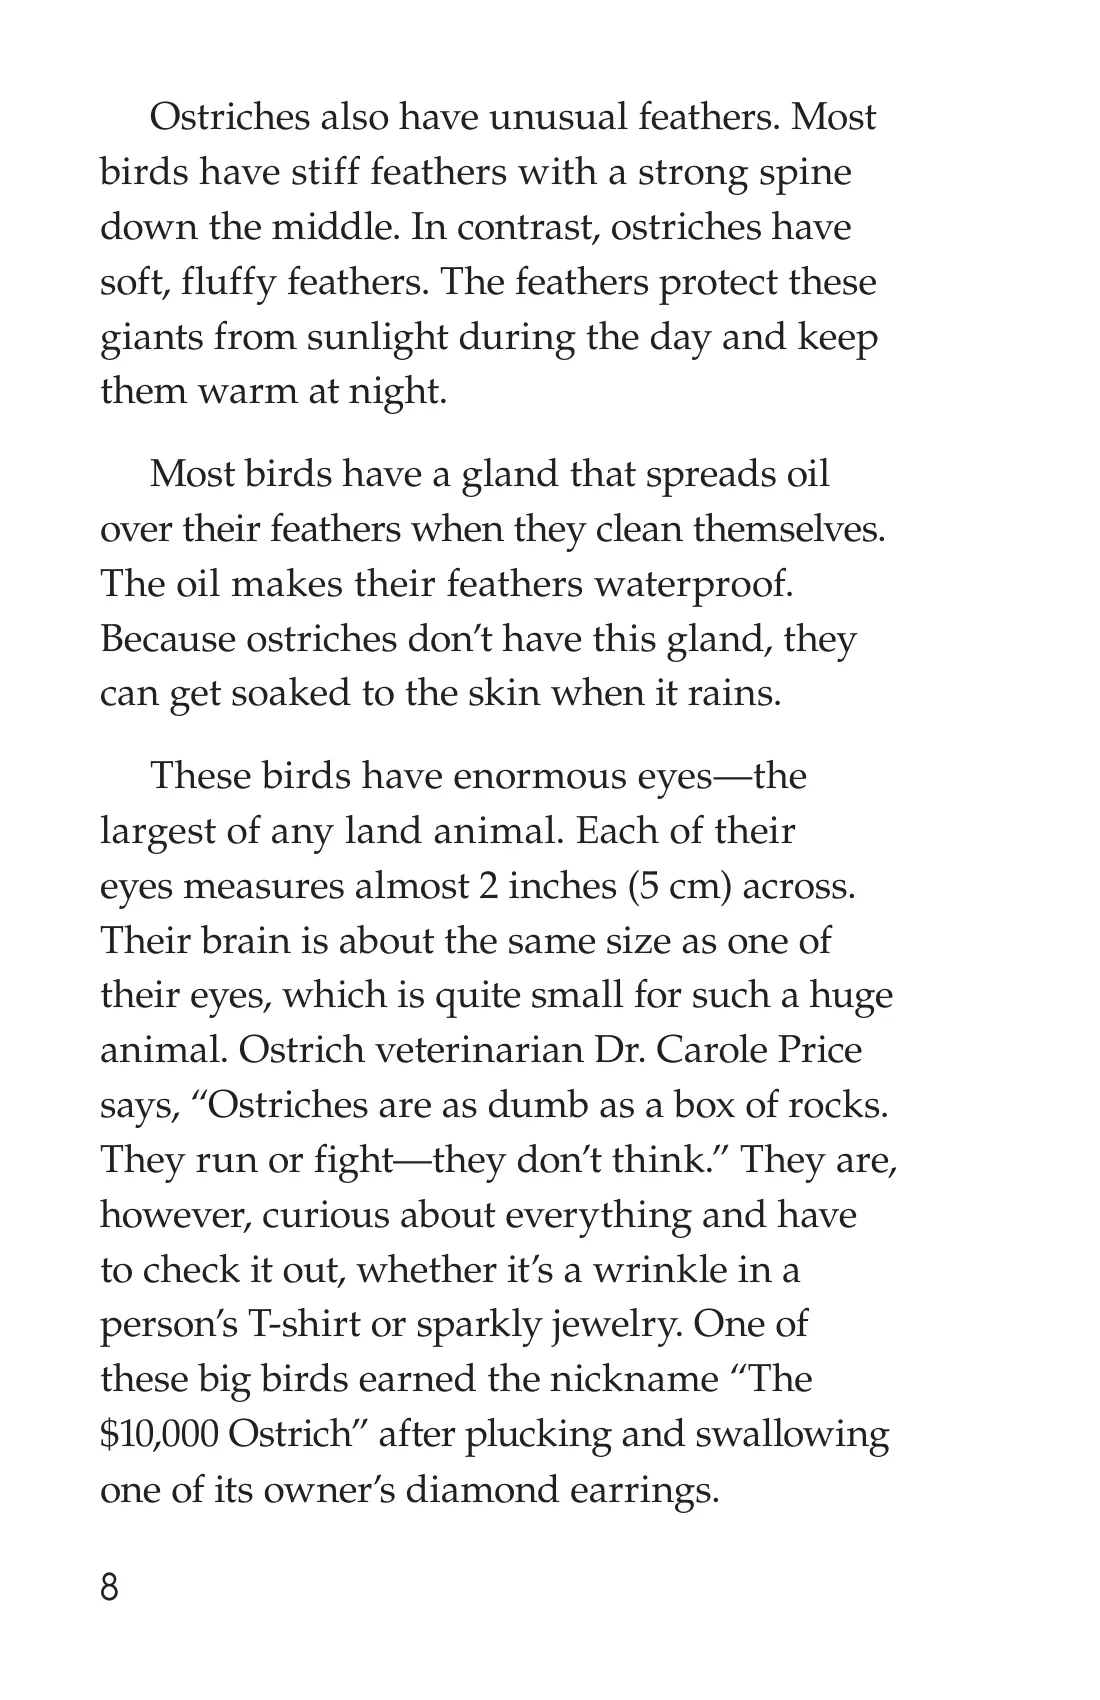 Ostriches also have unusual feathers. Most
birds have stiff feathers with a strong spine
down the middle. In contrast, ostriches have
soft, fluffy feathers. The feathers protect these
giants from sunlight during the day and keep
them warm at night.
Most birds have a gland that spreads oil
over their feathers when they clean themselves.
The oil makes their feathers waterproof.
Because ostriches don’t have this gland, they
can get soaked to the skin when it rains.
These birds have enormous eyes—the
largest of any land animal. Each of their
eyes measures almost 2 inches (5 cm) across.
Their brain is about the same size as one of
their eyes, which is quite small for such a huge
animal. Ostrich veterinarian Dr. Carole Price
says, “Ostriches are as dumb as a box of rocks.
They run or fight—they don’t think.” They are,
however, curious about everything and have
to check it out, whether it’s a wrinkle in a
person’s T-shirt or sparkly jewelry. One of
these big birds earned the nickname “The
$10,000 Ostrich” after plucking and swallowing
one of its owner’s diamond earrings.
8